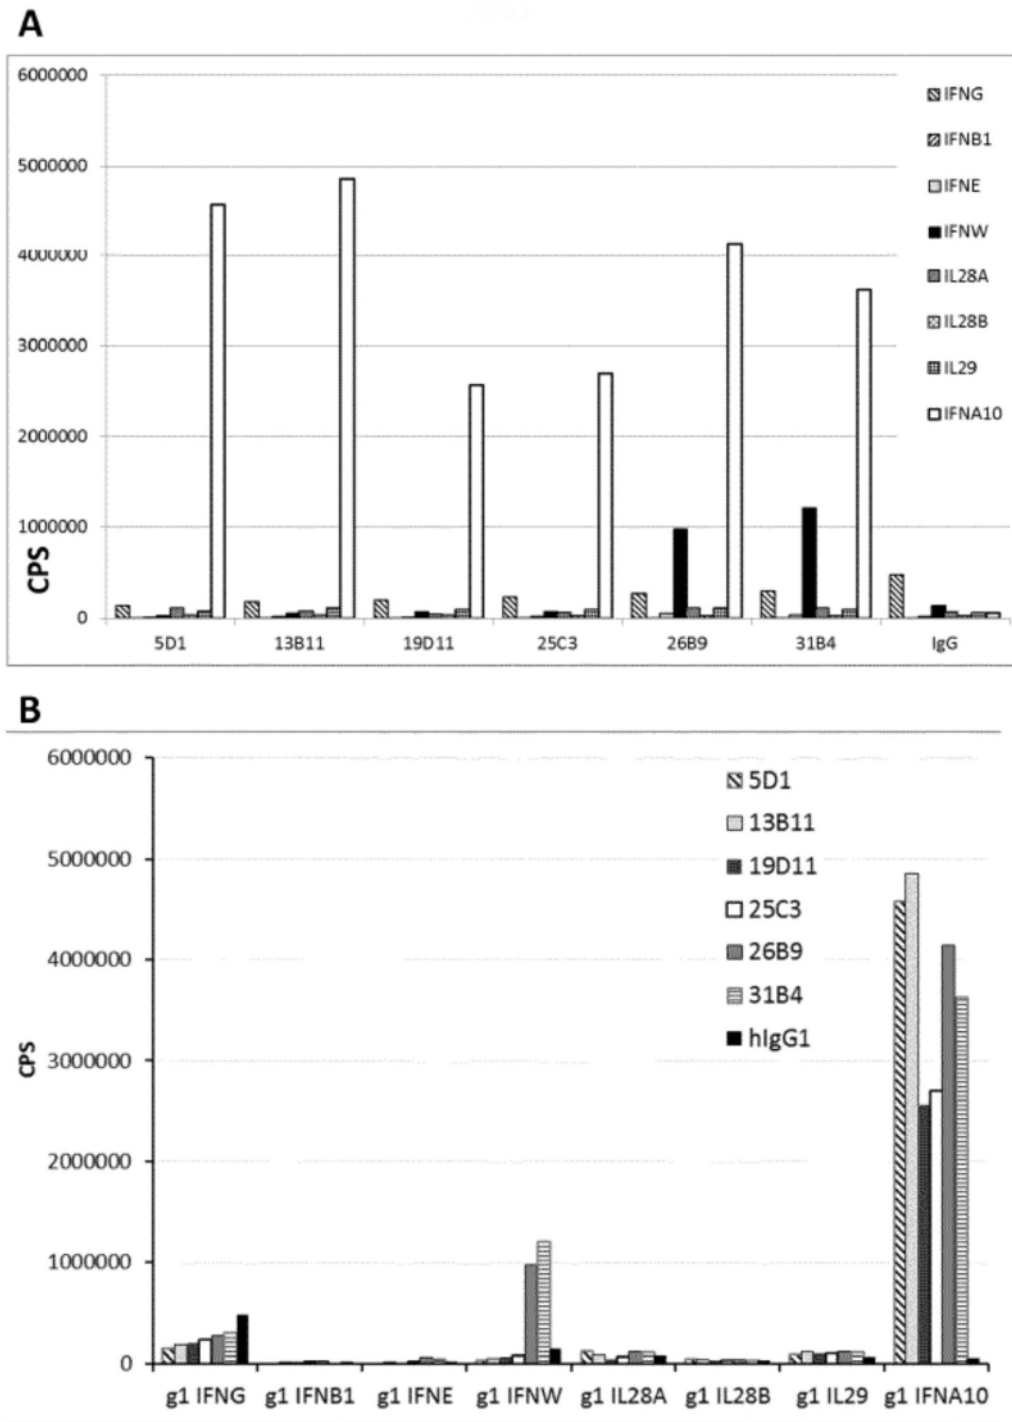 A
6000000
5000000
4000000
3000000
2000000
1000000
0
CPS
5D1 13B11 19D11 25C3 26B9 31B4 IgG
IFNG
IFNB1
IFNE
IFNW
IL28A
IL28B
IL29
IFNA10
B
6000000
5000000
4000000
3000000
2000000
1000000
0
CPS
5D1
13B11
19D11
25C3
26B9
31B4
hIgG1
g1 IFNG g1 IFNB1 g1 IFNE g1 IFNW g1 IL28A g1 IL28B g1 IL29 g1 IFNA10